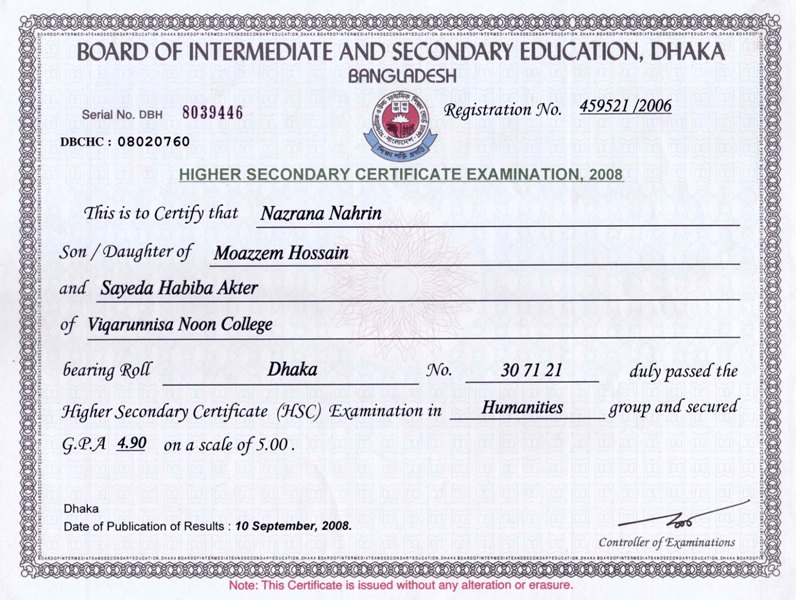 BOARD OF INTERMEDIATE AND SECONDARY EDUCATION, DHAKA
BANGLADESH
Serial No. DBH 8039446
Registration No. 459521 /2006
DBCHC : 08020760
HIGHER SECONDARY CERTIFICATE EXAMINATION, 2008
This is to Certify that Nazrana Nahrin
Son / Daughter of Moazzem Hossain
and Sayeda Habiba Akter
of Viqarunnisa Noon College
bearing Roll Dhaka No. 30 71 21 duly passed the
Higher Secondary Certificate (HSC) Examination in Humanities group and secured
G.P.A 4.90 on a scale of 5.00 .
Dhaka
Date of Publication of Results : 10 September, 2008.
Controller of Examinations
Note: This Certificate is issued without any alteration or erasure.